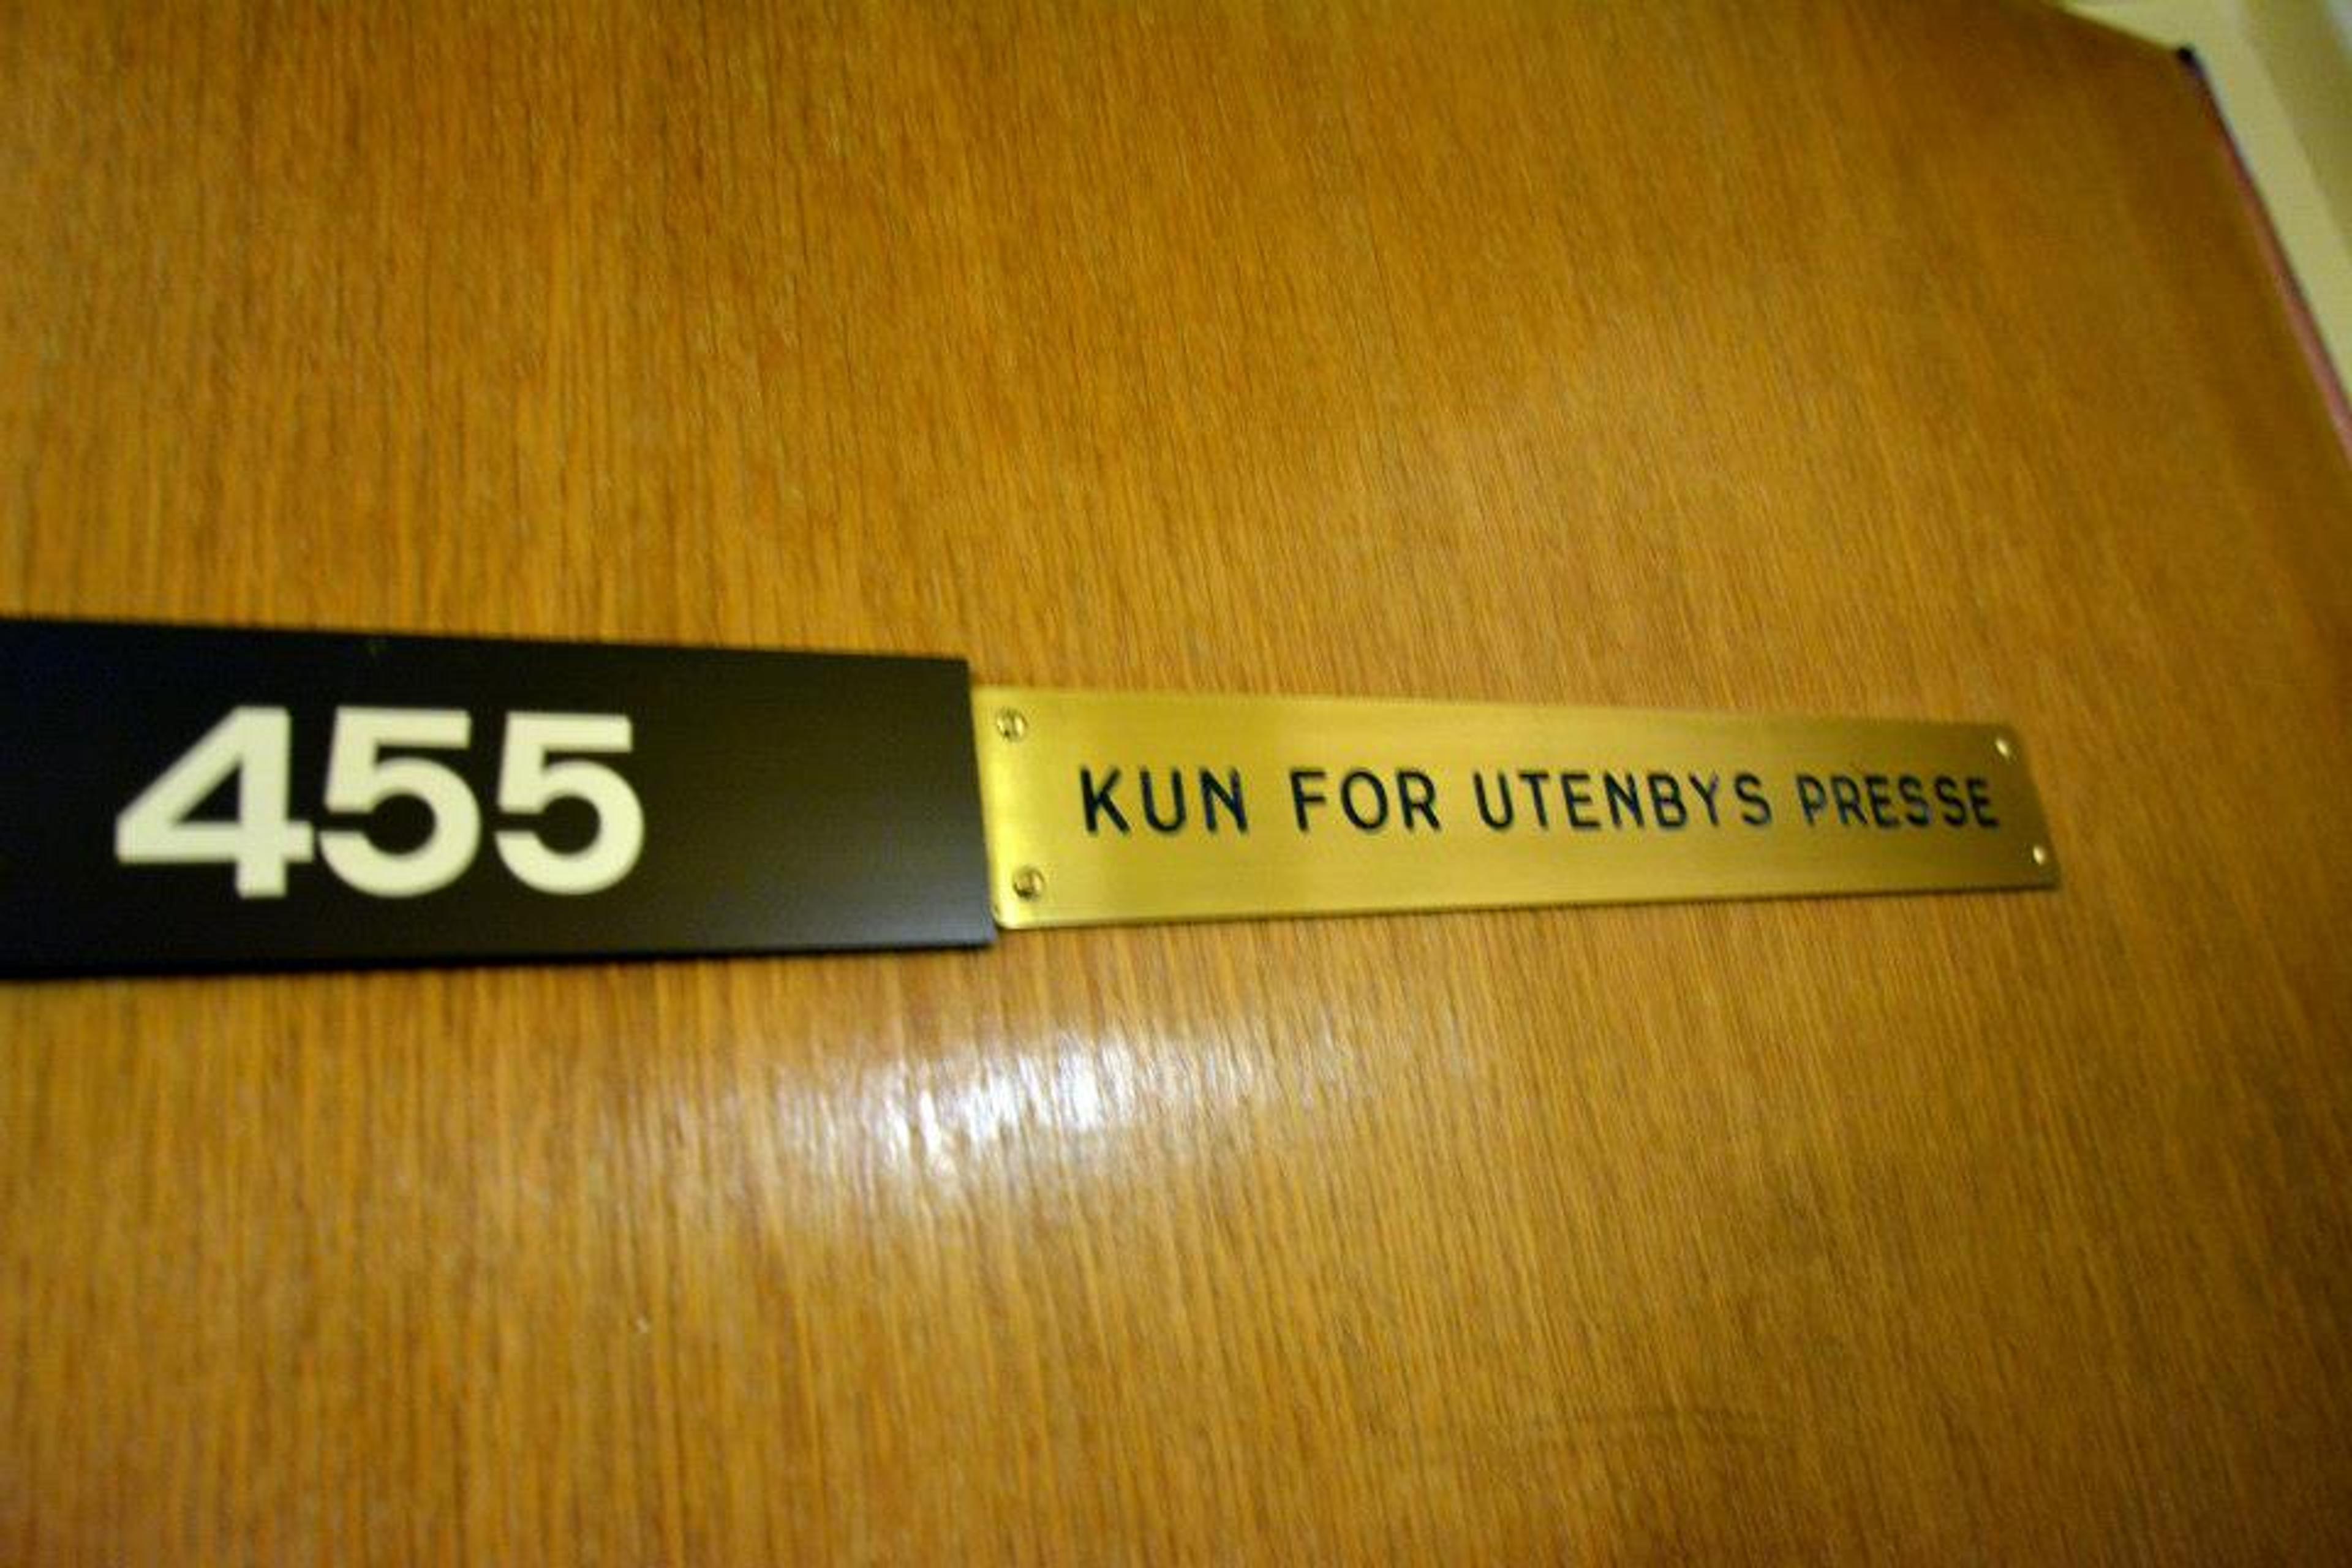 455
KUN FOR UTENBYS PRESSE